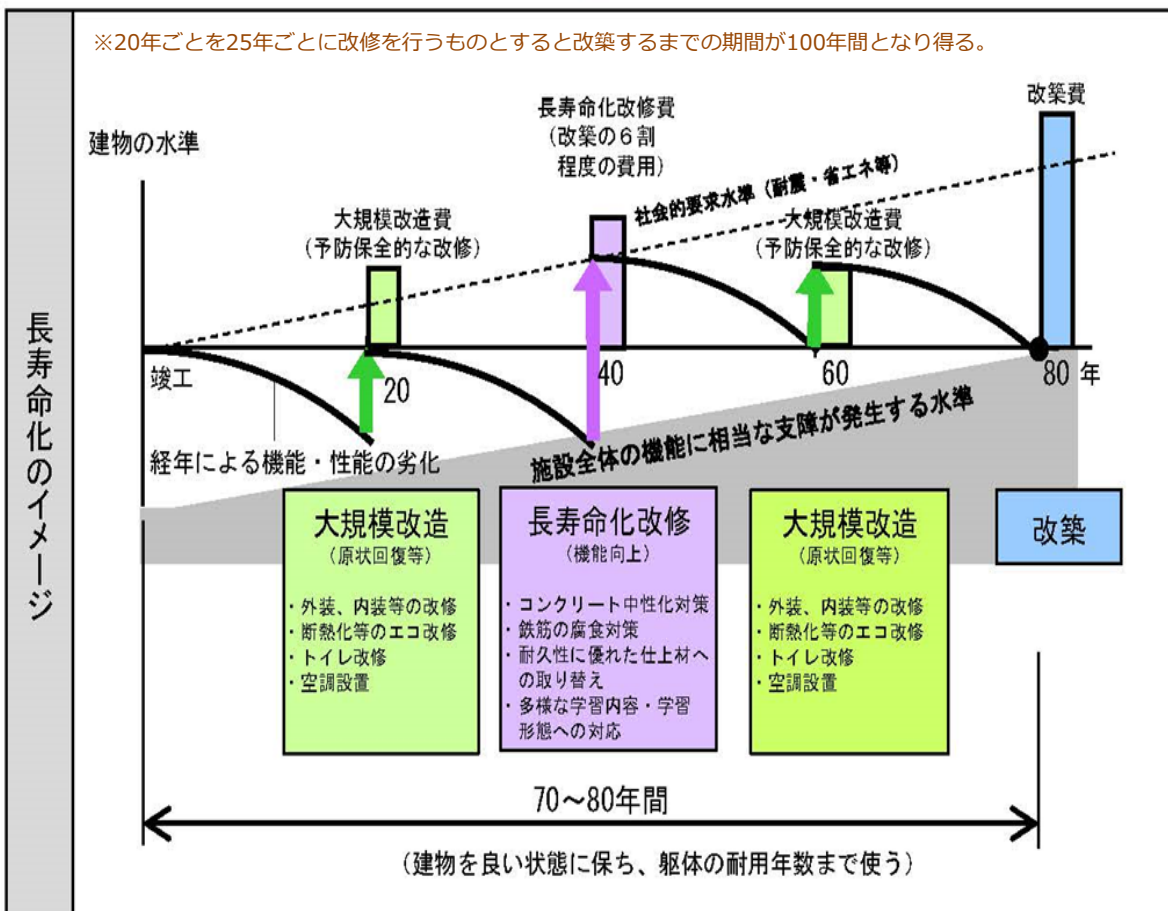 長寿命化のイメージ
※20年ごとを25年ごとに改修を行うものとすると改築するまでの期間が100年間となり得る。
建物の水準
大規模改造費
(予防保全的な改修)
長寿命化改修費
(改築の6割
程度の費用)
社会的要求水準(耐震・省エネ等)
大規模改造費
(予防保全的な改修)
改築費
竣工
20
40
60
80 年
経年による機能・性能の劣化
施設全体の機能に相当な支障が発生する水準
大規模改造
(原状回復等)
・外装、内装等の改修
・断熱化等のエコ改修
・トイレ改修
・空調設置
長寿命化改修
(機能向上)
・コンクリート中性化対策
・鉄筋の腐食対策
・耐久性に優れた仕上材へ
の取り替え
・多様な学習内容・学習
形態への対応
大規模改造
(原状回復等)
・外装、内装等の改修
・断熱化等のエコ改修
・トイレ改修
・空調設置
改築
70～80年間
(建物を良い状態に保ち、躯体の耐用年数まで使う)